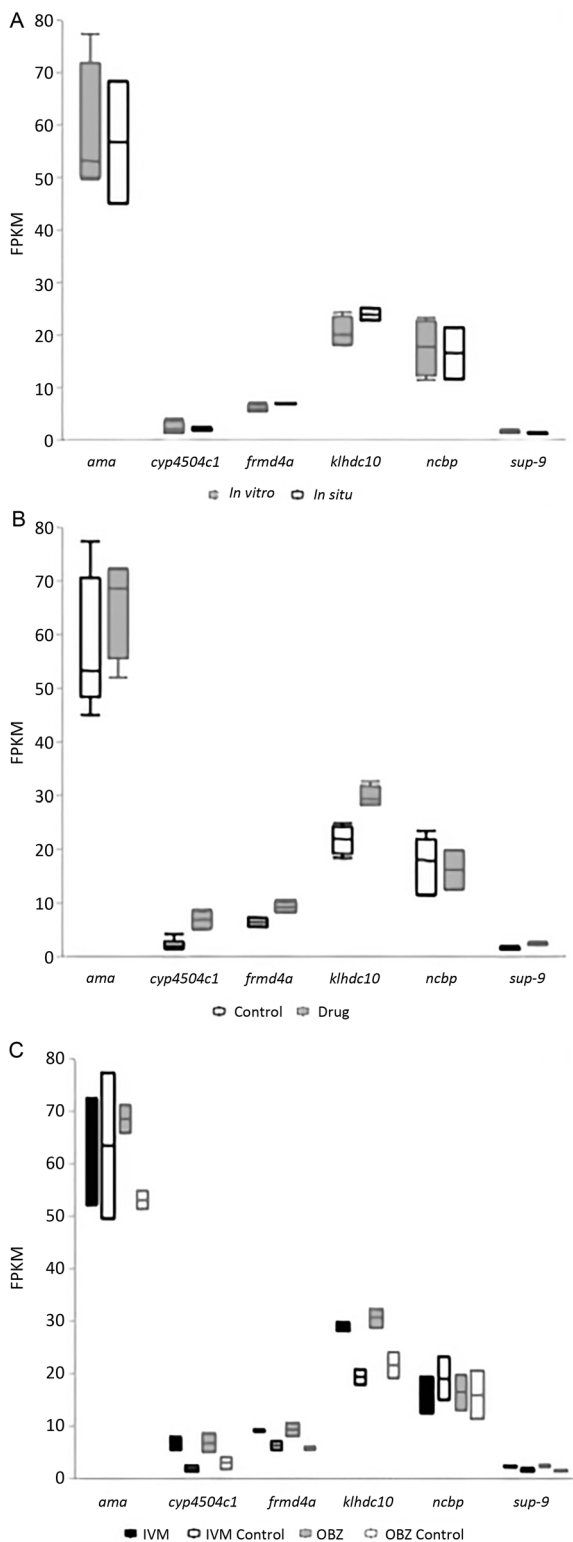 A
80
70
60
50
40
30
20
10
0
FPKM
ama cyp4504c1 frmd4a klhdc10 ncbp sup-9
In vitro In situ
B
80
70
60
50
40
30
20
10
0
FPKM
ama cyp4504c1 frmd4a klhdc10 ncbp sup-9
Control Drug
C
80
70
60
50
40
30
20
10
0
FPKM
ama cyp4504c1 frmd4a klhdc10 ncbp sup-9
IVM IVM Control OBZ OBZ Control